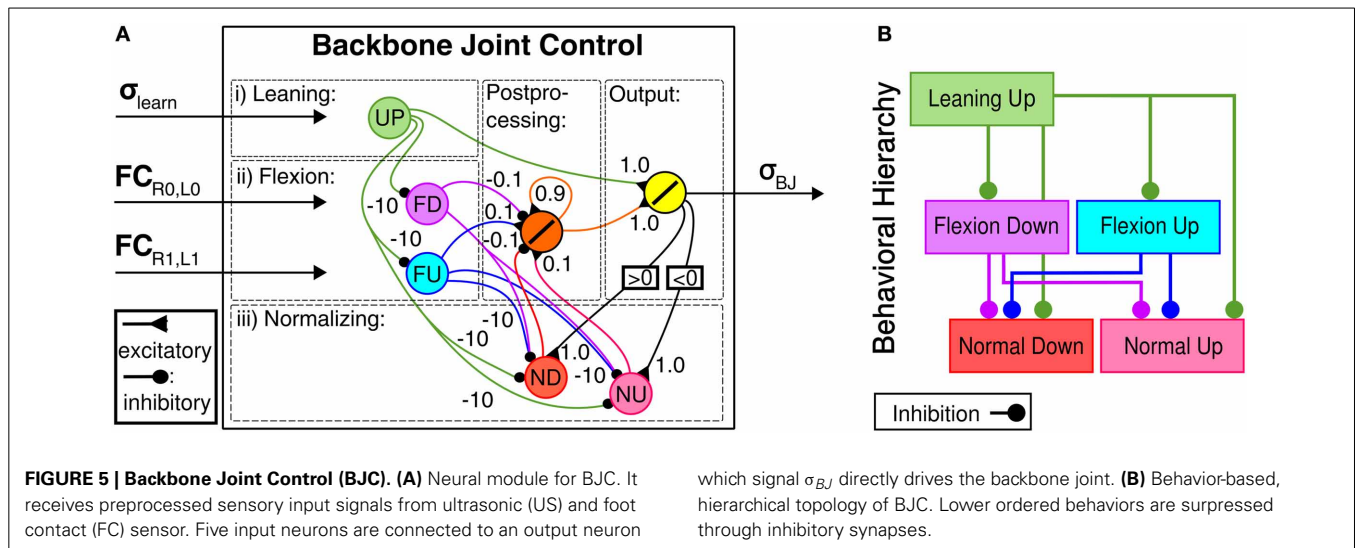 A
Backbone Joint Control
σlearn
i) Leaning:
Postpro-
cessing:
Output:
UP
FCR0,L0
ii) Flexion:
FD
-10
-0.1
0.9
1.0
1.0
σBJ
0.1
-0.1
FCR1,L1
-10
FU
0.1
>0
<0
iii) Normalizing:
-10
-10
1.0
-10
1.0
ND
NU
-10
excitatory
:
inhibitory
B
Behavioral Hierarchy
Leaning Up
Flexion Down
Flexion Up
Normal Down
Normal Up
Inhibition
FIGURE 5 | Backbone Joint Control (BJC). (A) Neural module for BJC. It
receives preprocessed sensory input signals from ultrasonic (US) and foot
contact (FC) sensor. Five input neurons are connected to an output neuron
which signal σBJ directly drives the backbone joint. (B) Behavior-based,
hierarchical topology of BJC. Lower ordered behaviors are surpressed
through inhibitory synapses.